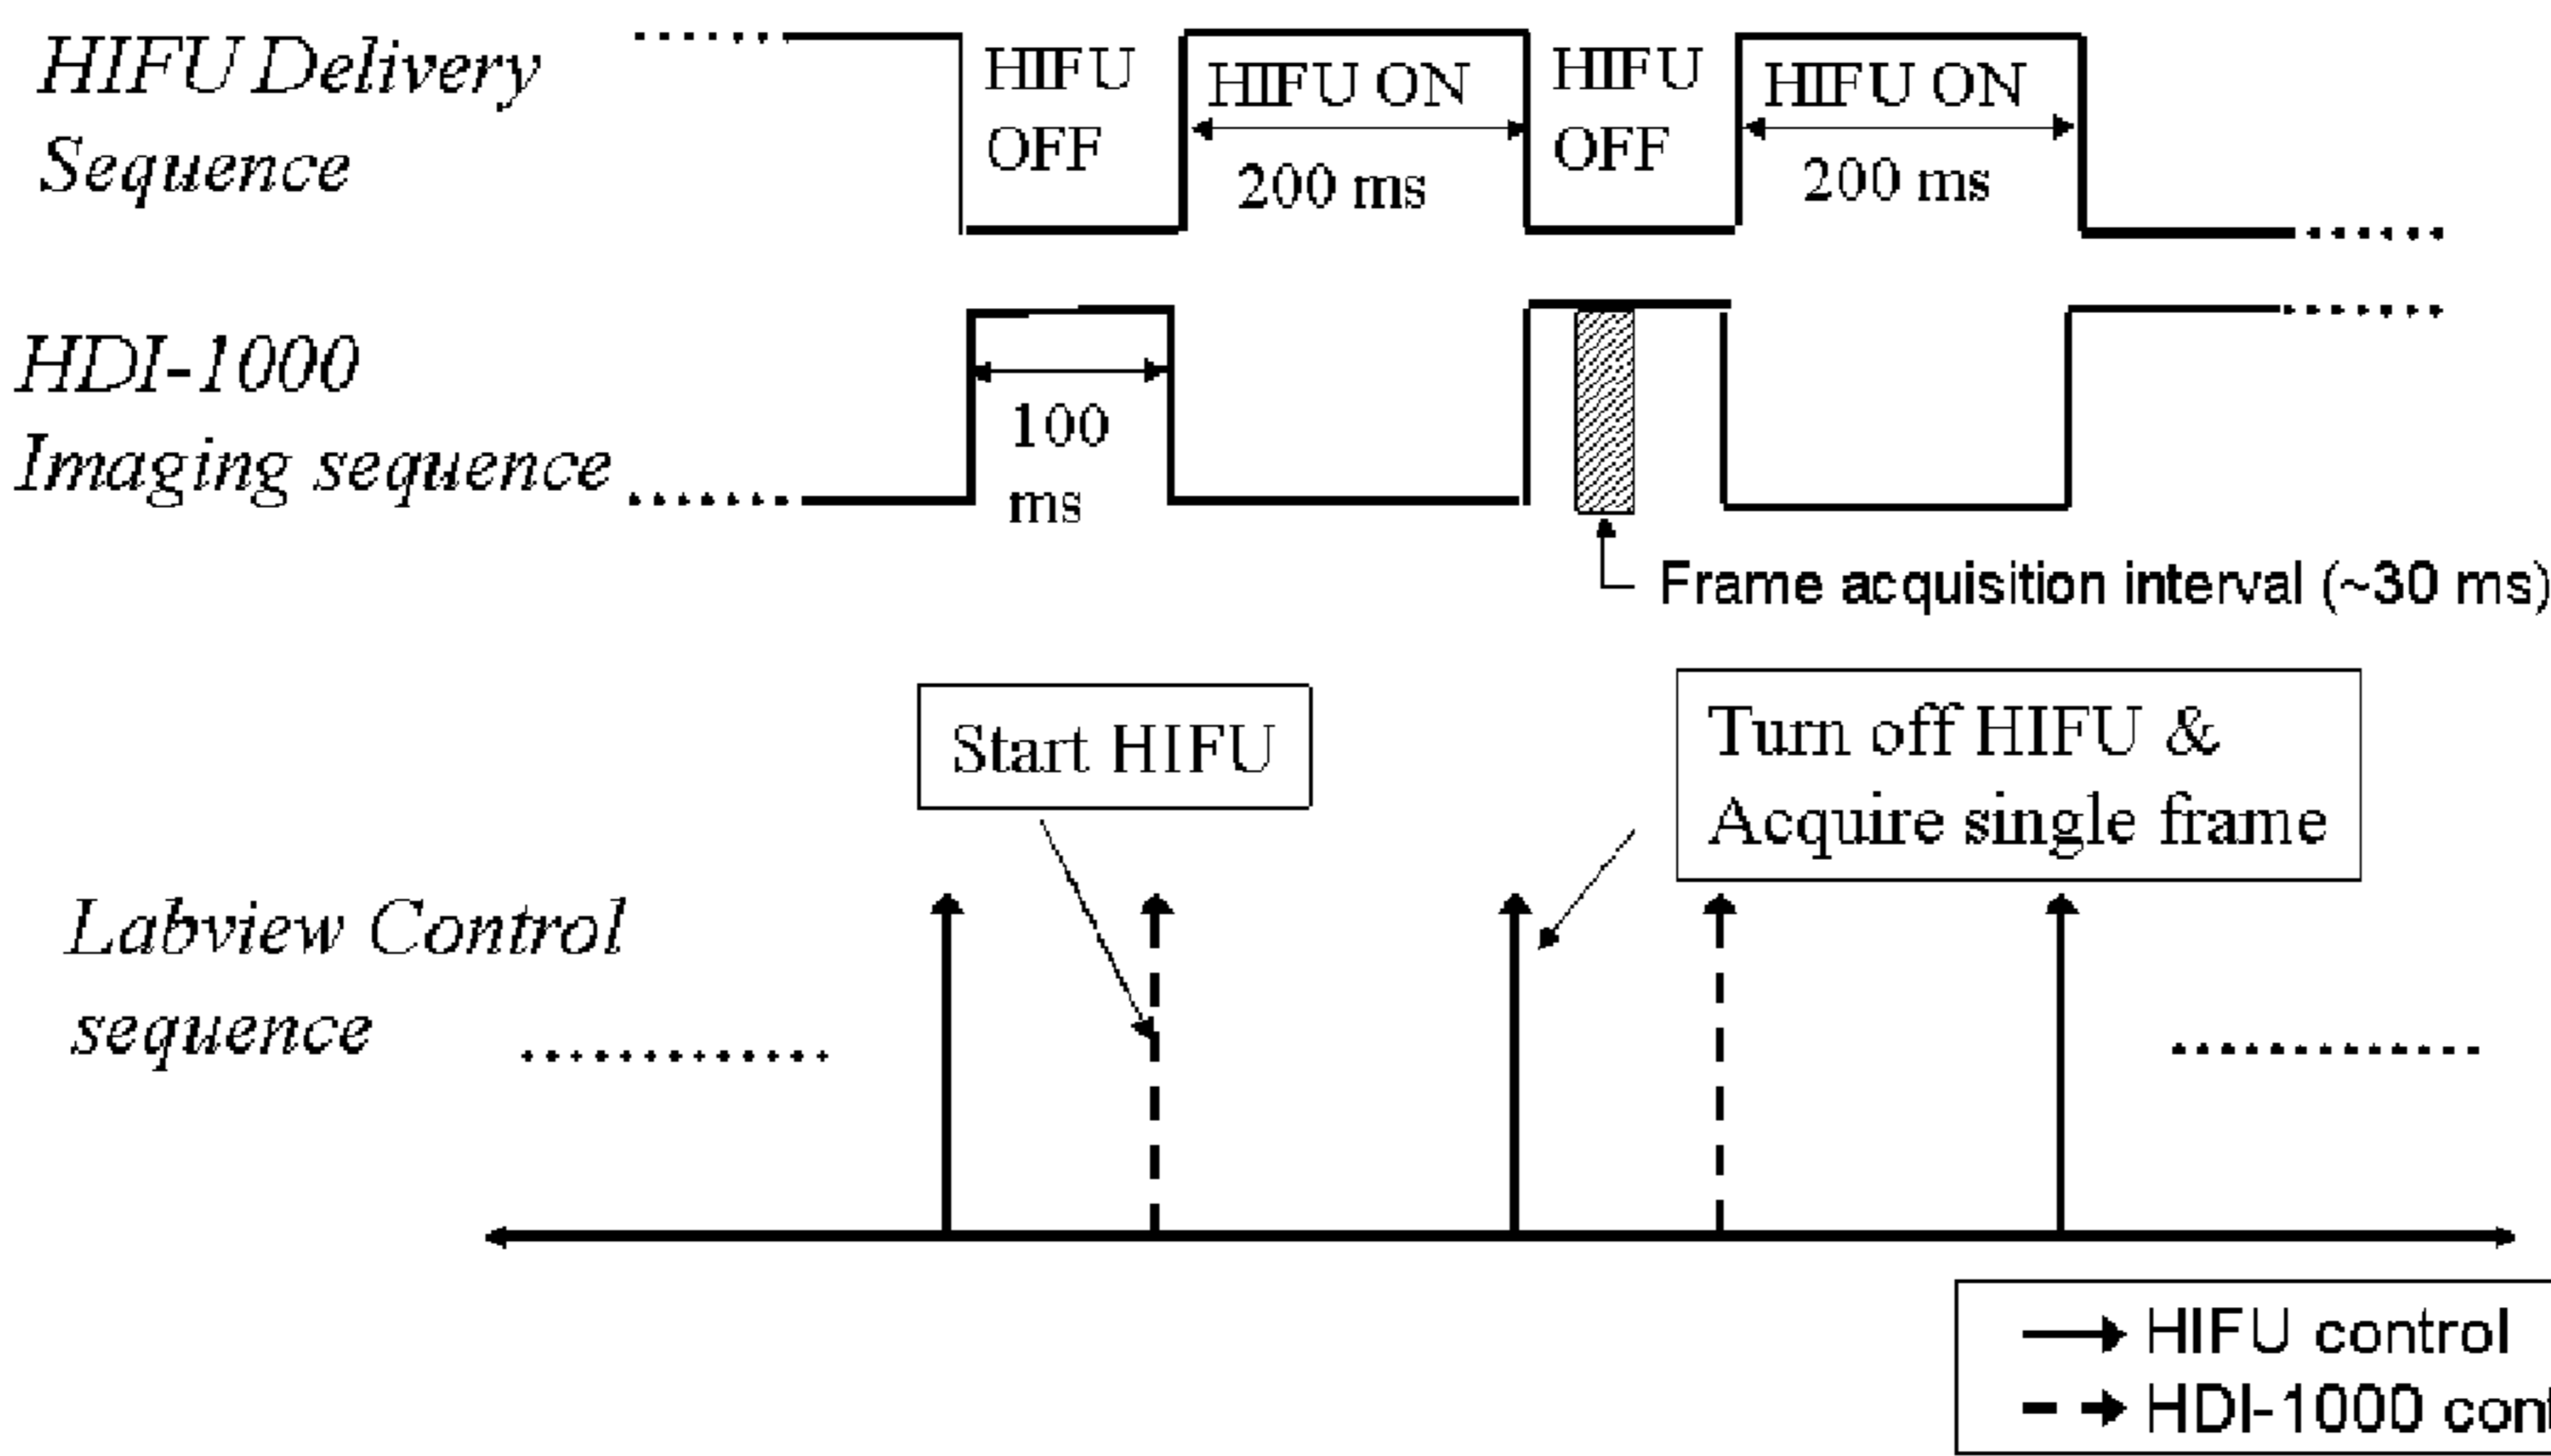 HIFU Delivery
Sequence
HIFU
OFF
HIFU ON
200 ms
HIFU
OFF
HIFU ON
200 ms
HDI-1000
Imaging sequence
100
ms
Frame acquisition interval (~30 ms)
Start HIFU
Turn off HIFU &
Acquire single frame
Labview Control
sequence
HIFU control
HDI-1000